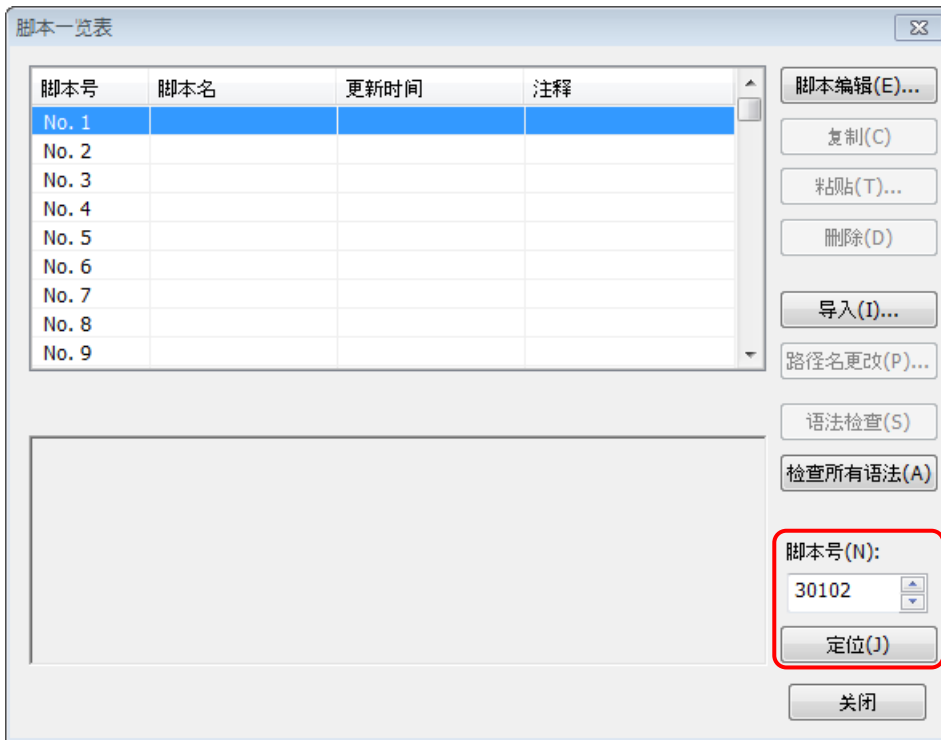 脚本一览表
脚本号 脚本名 更新时间 注释
No. 1
No. 2
No. 3
No. 4
No. 5
No. 6
No. 7
No. 8
No. 9
脚本编辑(E)...
复制(C)
粘贴(T)...
删除(D)
导入(I)...
路径名更改(P)...
语法检查(S)
检查所有语法(A)
脚本号(N):
30102
定位(J)
关闭